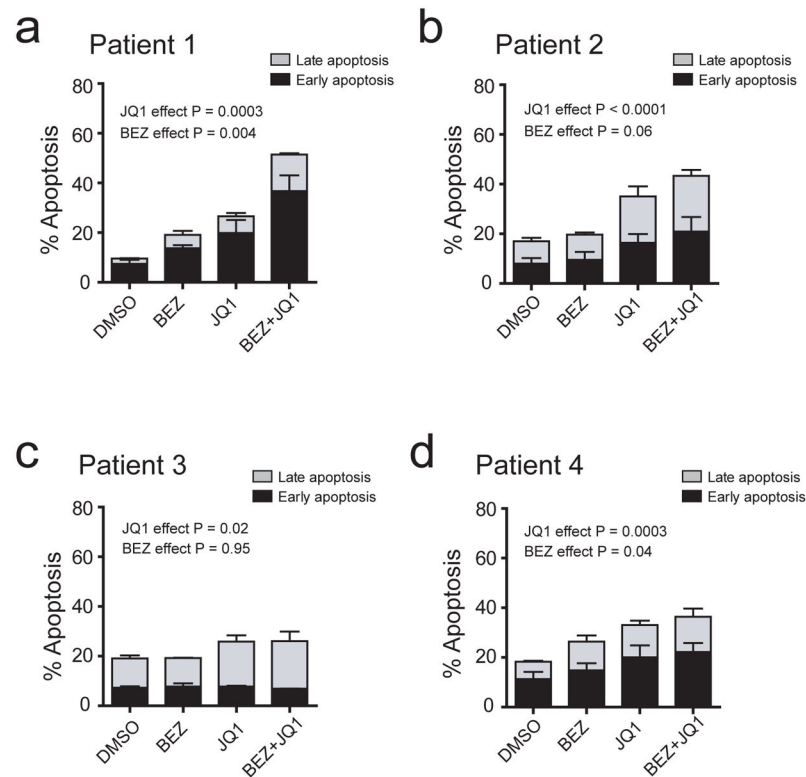 a
Patient 1
Late apoptosis
Early apoptosis
% Apoptosis
80
60
40
20
0
JQ1 effect P = 0.0003
BEZ effect P = 0.004
DMSO
BEZ
JQ1
BEZ+JQ1
b
Patient 2
Late apoptosis
Early apoptosis
% Apoptosis
80
60
40
20
0
JQ1 effect P < 0.0001
BEZ effect P = 0.06
DMSO
BEZ
JQ1
BEZ+JQ1
c
Patient 3
Late apoptosis
Early apoptosis
% Apoptosis
80
60
40
20
0
JQ1 effect P = 0.02
BEZ effect P = 0.95
DMSO
BEZ
JQ1
BEZ+JQ1
d
Patient 4
Late apoptosis
Early apoptosis
% Apoptosis
80
60
40
20
0
JQ1 effect P = 0.0003
BEZ effect P = 0.04
DMSO
BEZ
JQ1
BEZ+JQ1